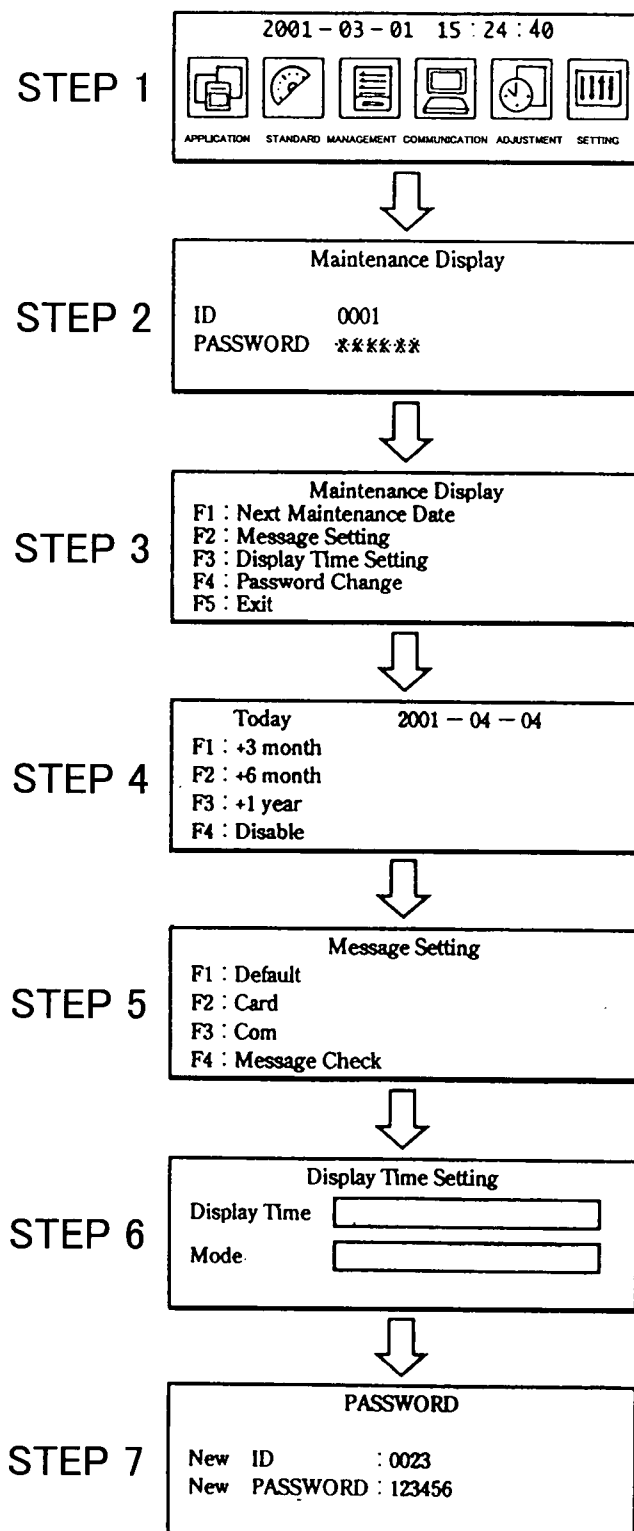 STEP 1
2001-03-01 15:24:40
APPLICATION STANDARD MANAGEMENT COMMUNICATION ADJUSTMENT SETTING
STEP 2
Maintenance Display
ID 0001
PASSWORD ******
STEP 3
Maintenance Display
F1 : Next Maintenance Date
F2 : Message Setting
F3 : Display Time Setting
F4 : Password Change
F5 : Exit
STEP 4
Today 2001-04-04
F1 : +3 month
F2 : +6 month
F3 : +1 year
F4 : Disable
STEP 5
Message Setting
F1 : Default
F2 : Card
F3 : Com
F4 : Message Check
STEP 6
Display Time Setting
Display Time
Mode
STEP 7
PASSWORD
New ID : 0023
New PASSWORD : 123456